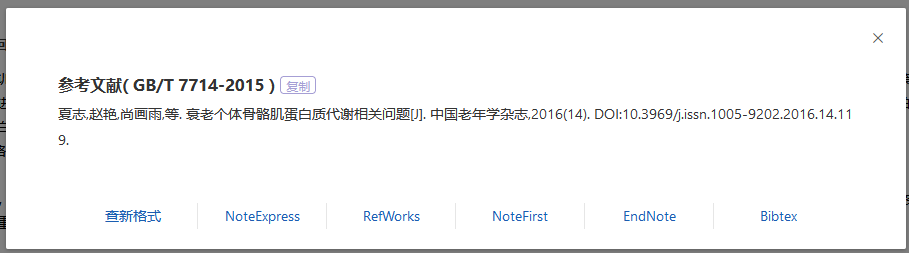 参考文献( GB/T 7714-2015 ) 复制
夏志,赵艳,尚画雨,等. 衰老个体骨骼肌蛋白质代谢相关问题[J]. 中国老年学杂志,2016(14). DOI:10.3969/j.issn.1005-9202.2016.14.11
9.
查新格式 NoteExpress RefWorks NoteFirst EndNote Bibtex